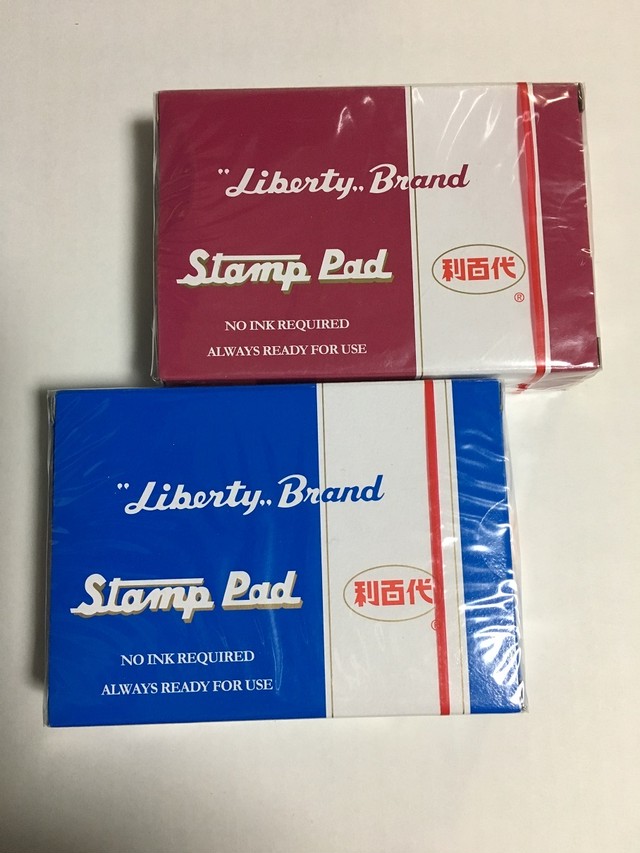 "Liberty„ Brand
Stamp Pad
利百代
®
NO INK REQUIRED
ALWAYS READY FOR USE
"Liberty„ Brand
Stamp Pad
利百代
NO INK REQUIRED
ALWAYS READY FOR USE